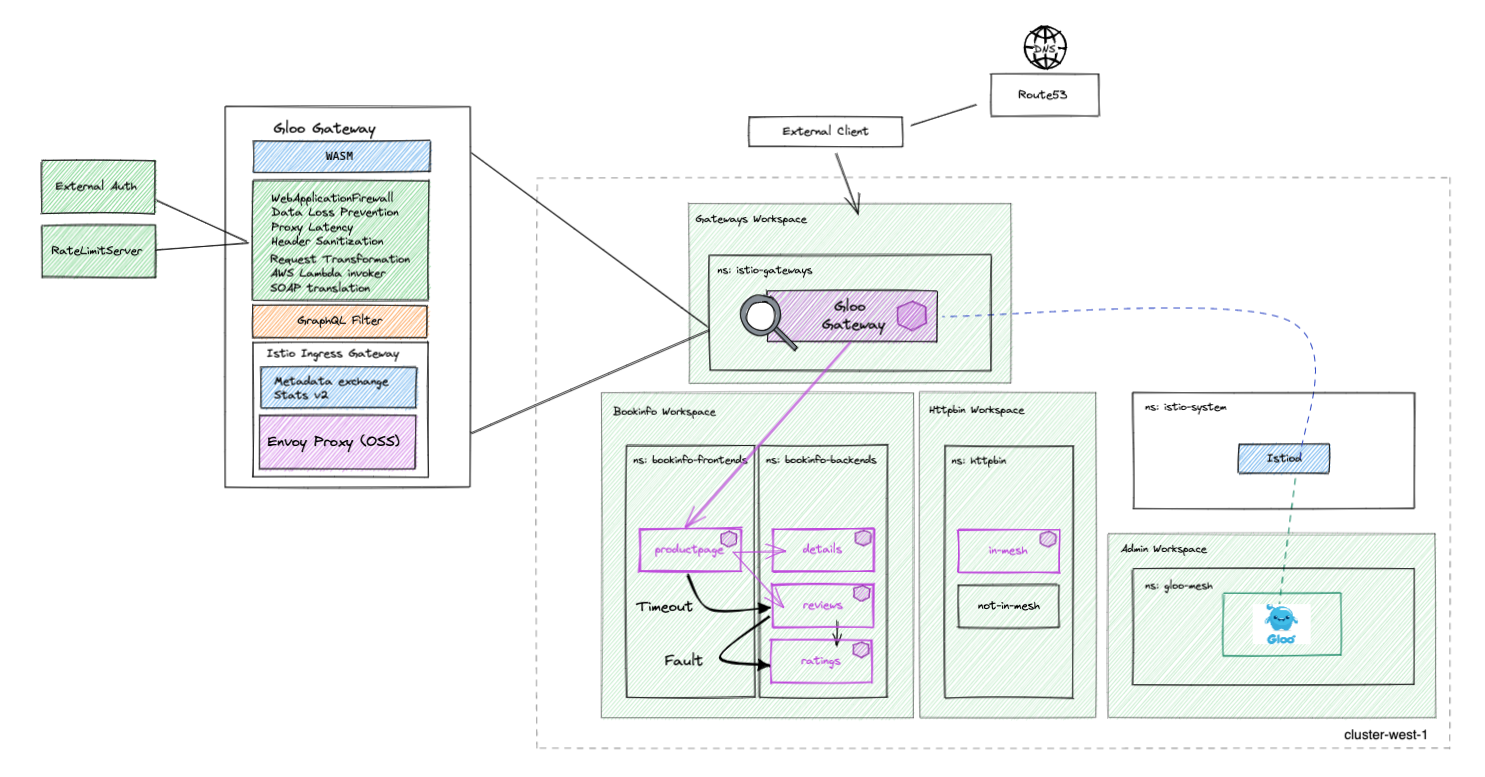 DNS
Route53
External Client
Gloo Gateway
WASM
WebApplicationFirewall
Data Loss Prevention
Proxy Latency
Header Sanitization
Request Transformation
AWS Lambda invoker
SOAP translation
GraphQL Filter
Istio Ingress Gateway
Metadata exchange
Stats v2
Envoy Proxy (OSS)
External Auth
RateLimitServer
Gateways Workspace
ns: istio-gateways
Gloo
Gateway
Bookinfo Workspace
ns: bookinfo-frontends
productpage
Timeout
Fault
ns: bookinfo-backends
details
reviews
ratings
Httpbin Workspace
ns: httpbin
in-mesh
not-in-mesh
ns: istio-system
Istiod
Admin Workspace
ns: gloo-mesh
Gloo
cluster-west-1